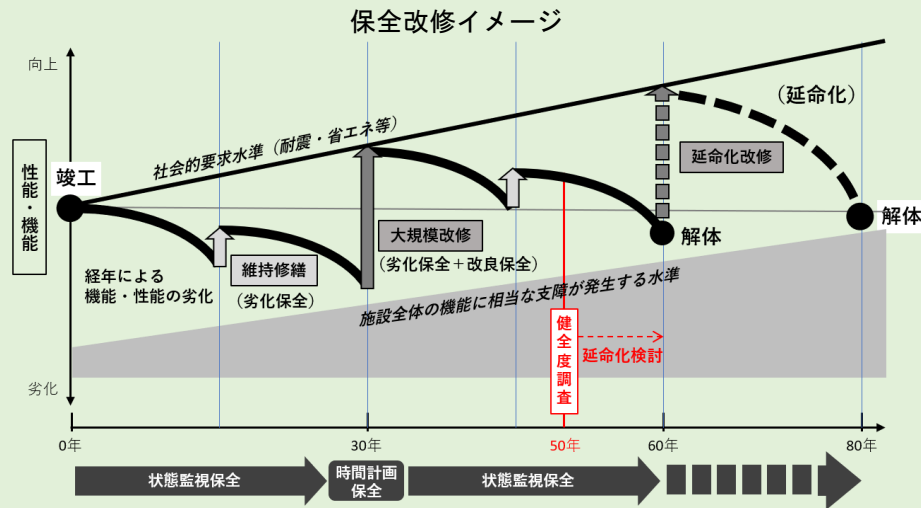 保全改修イメージ
向上
性能・機能
劣化
竣工
社会的要求水準（耐震・省エネ等）
（延命化）
延命化改修
解体
解体
大規模改修
（劣化保全＋改良保全）
維持修繕
（劣化保全）
経年による
機能・性能の劣化
施設全体の機能に相当な支障が発生する水準
健全度調査
延命化検討
0年
30年
50年
60年
80年
状態監視保全
時間計画
保全
状態監視保全